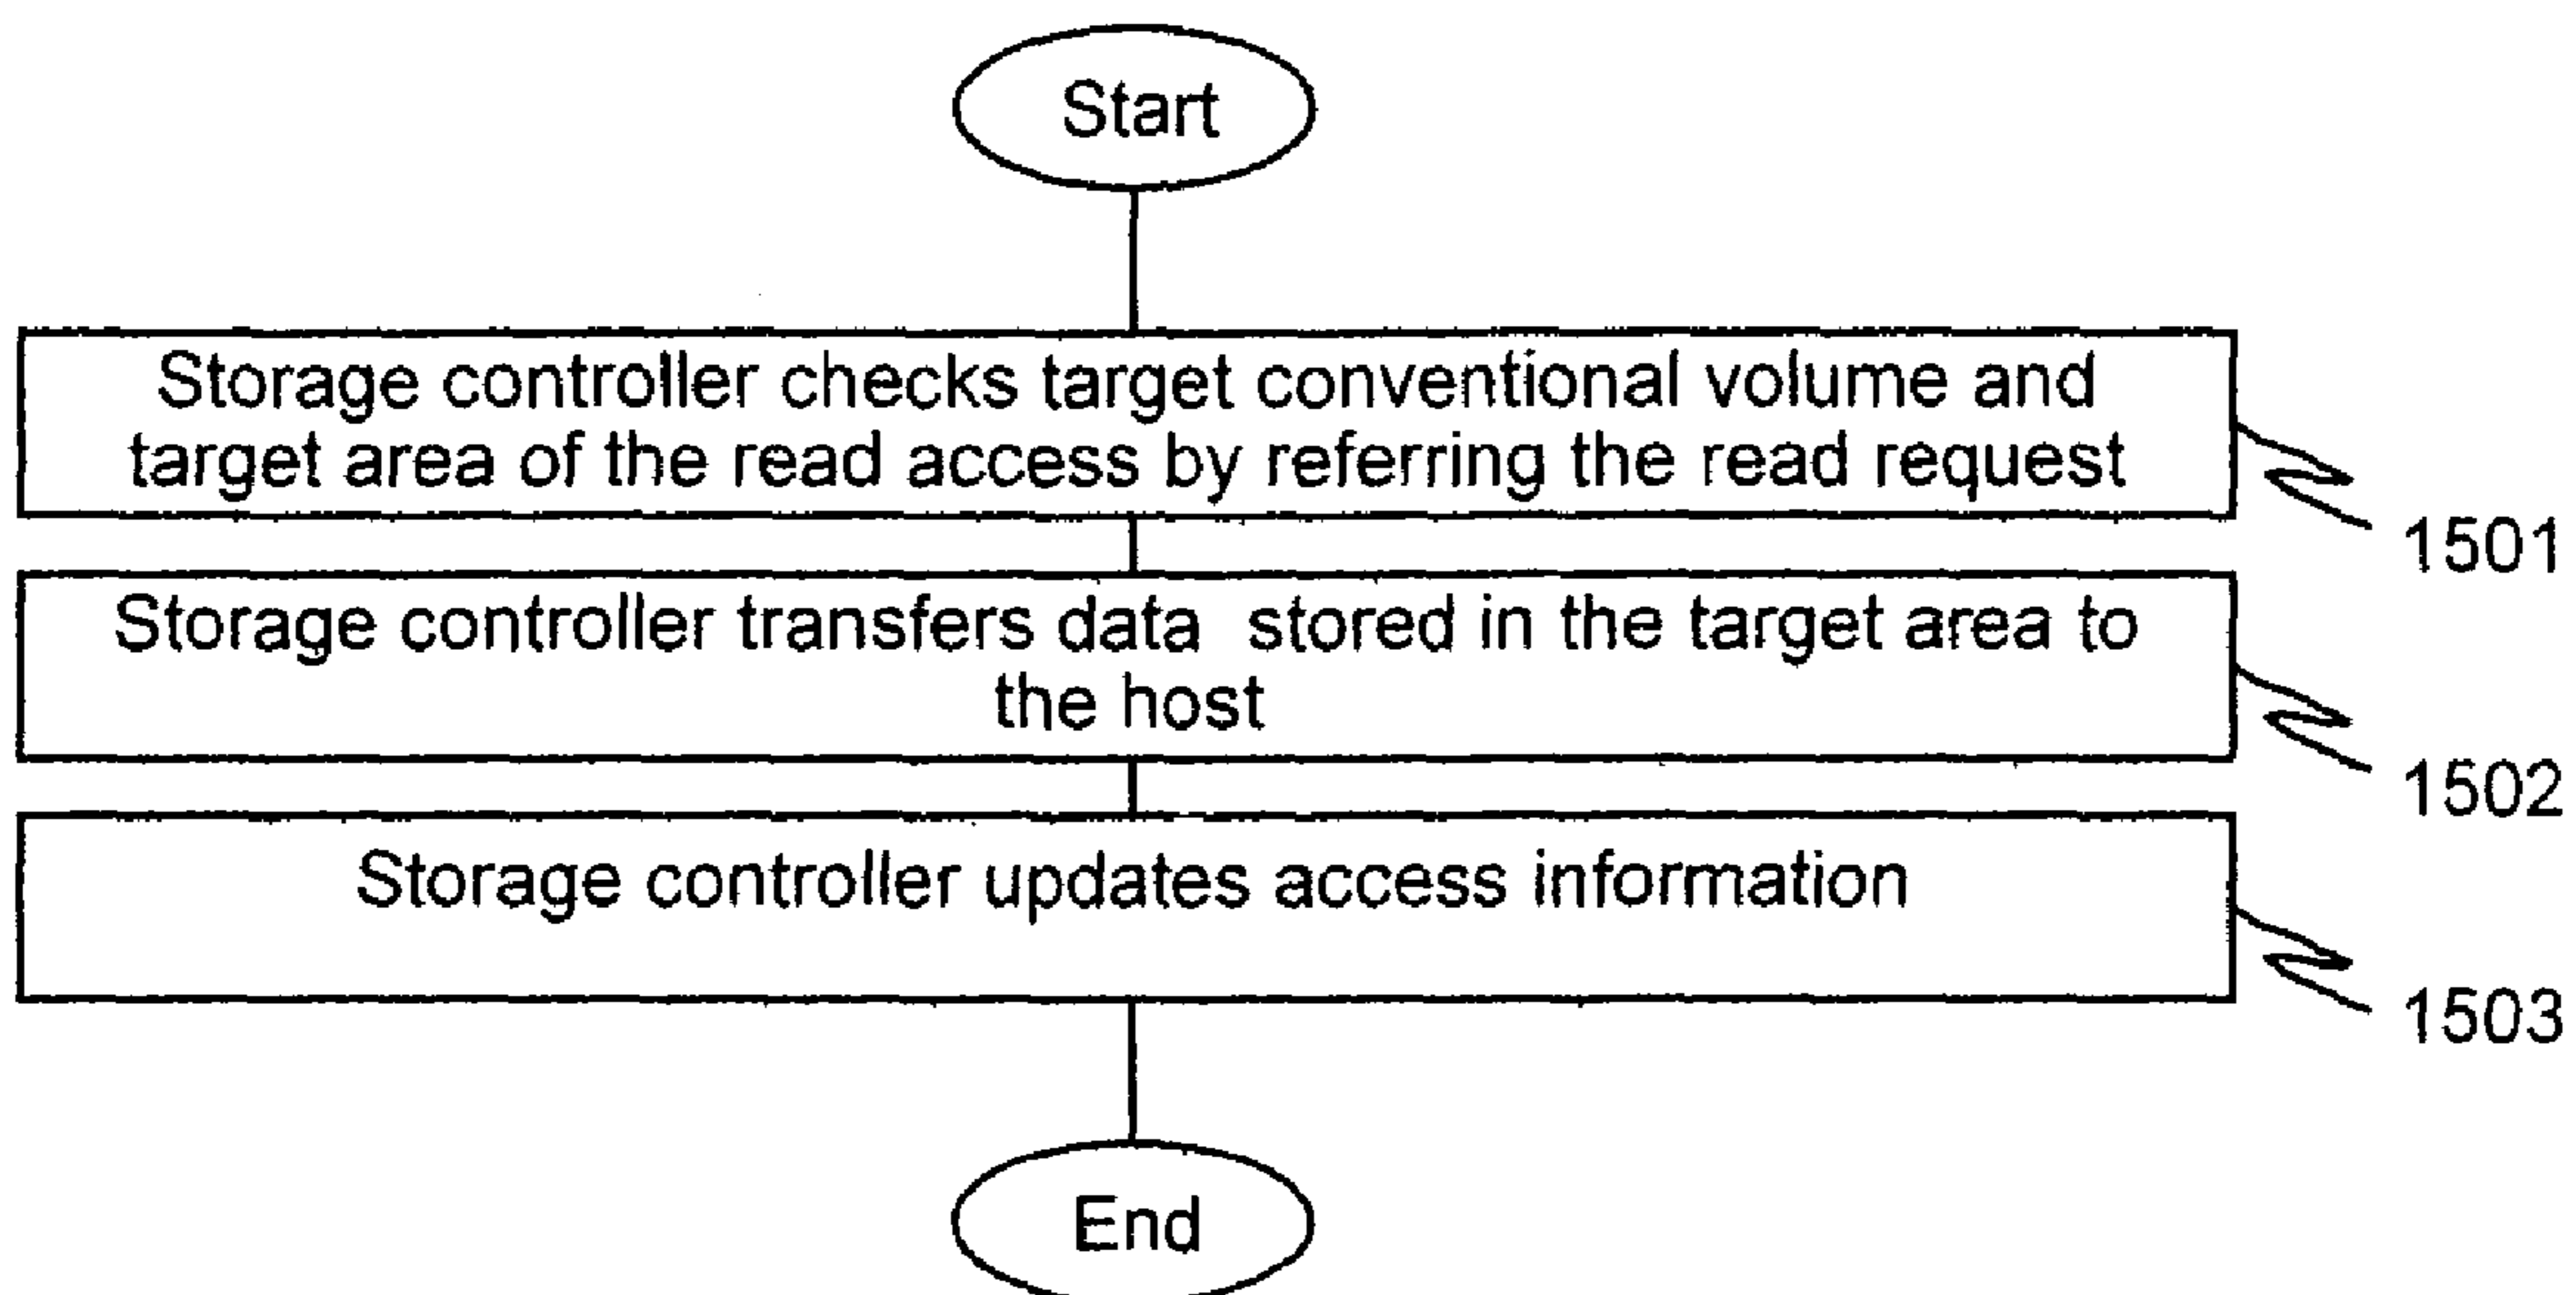 Start
Storage controller checks target conventional volume and
target area of the read access by referring the read request
1501
Storage controller transfers data stored in the target area to
the host
1502
Storage controller updates access information
1503
End